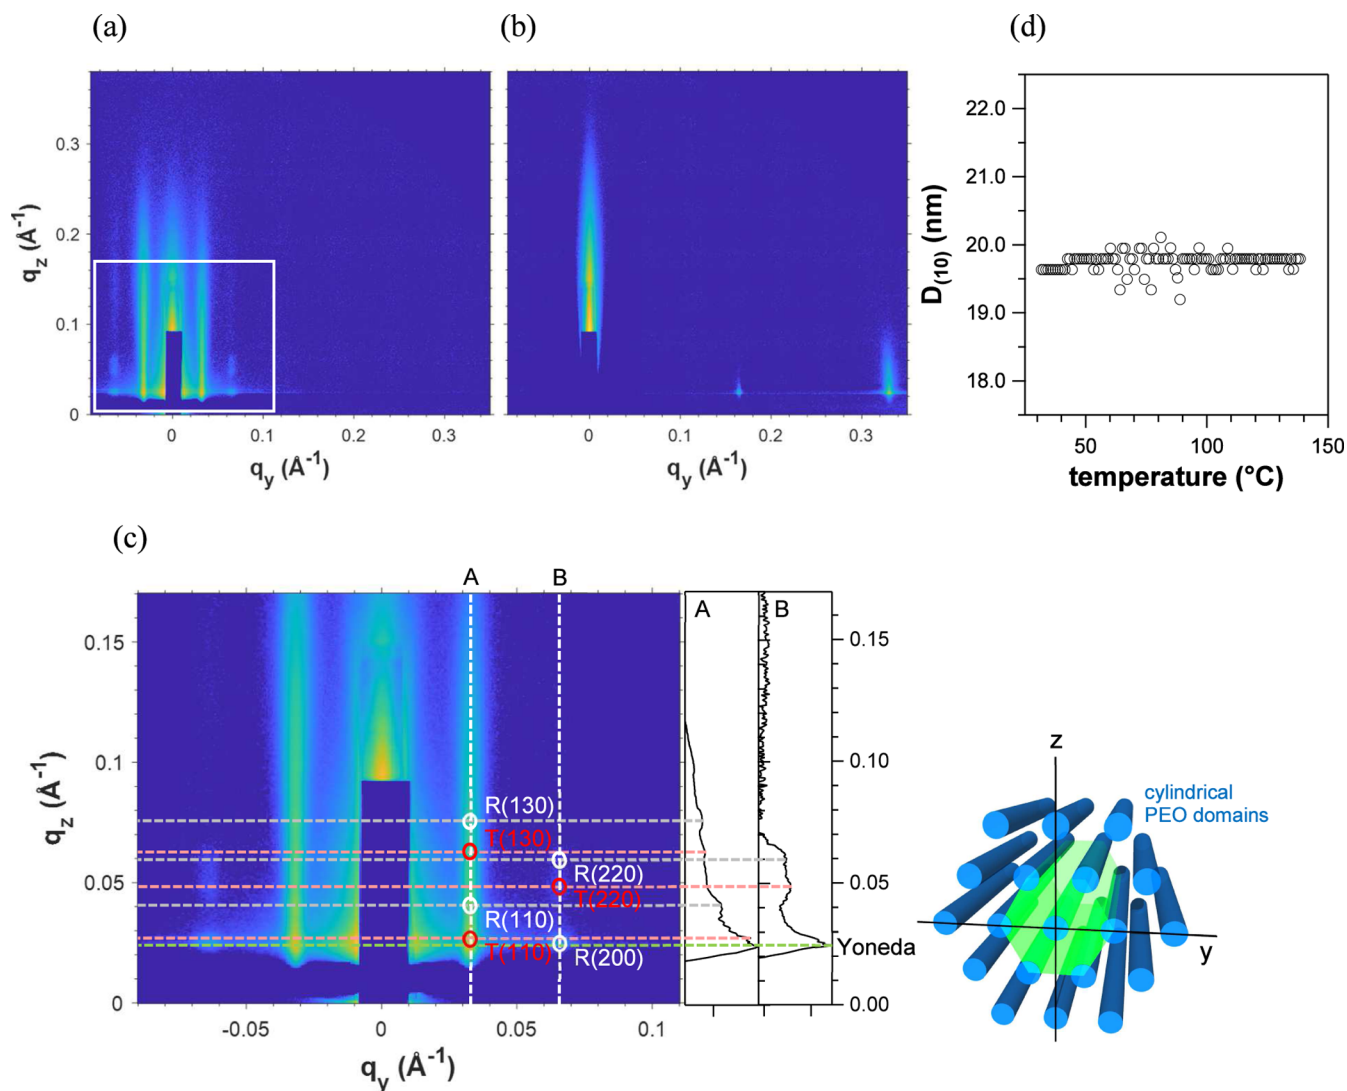 (a)
(b)
(d)
0.3
0.2
0.1
0
q_z (Å^-1)
0
0.1
0.2
0.3
q_y (Å^-1)
0
0.1
0.2
0.3
q_y (Å^-1)
22.0
21.0
20.0
19.0
18.0
D_(10) (nm)
50
100
150
temperature (°C)
(c)
A
B
0.15
0.10
0.05
0
q_z (Å^-1)
R(130)
T(130)
R(220)
T(220)
R(110)
T(110)
R(200)
-0.05
0
0.05
0.1
q_y (Å^-1)
A
B
0.15
0.10
0.05
Yoneda
0.00
z
cylindrical
PEO domains
y